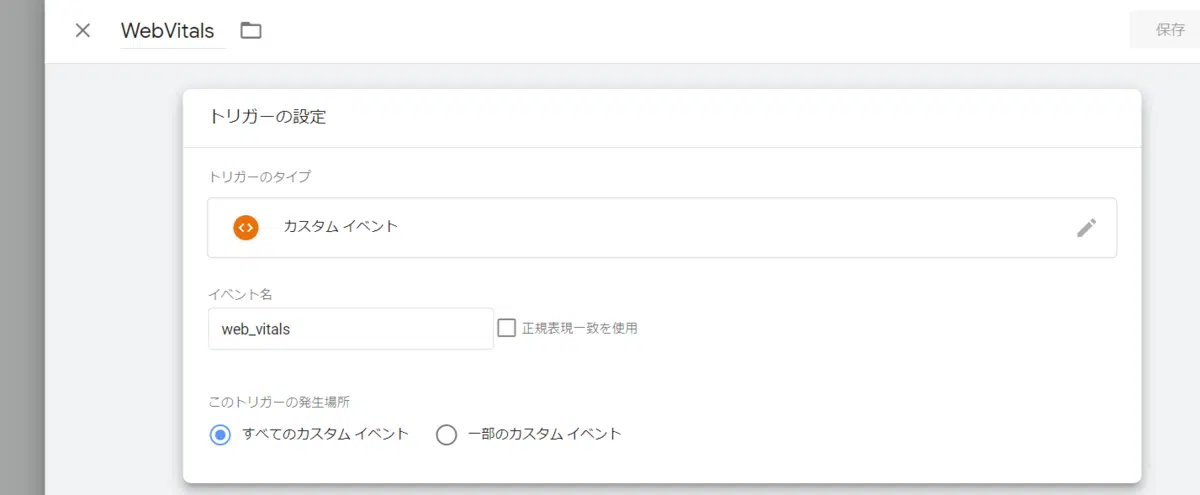 WebVitals
保存
トリガーの設定
トリガーのタイプ
カスタム イベント
イベント名
web_vitals
正規表現一致を使用
このトリガーの発生場所
すべてのカスタム イベント
一部のカスタム イベント